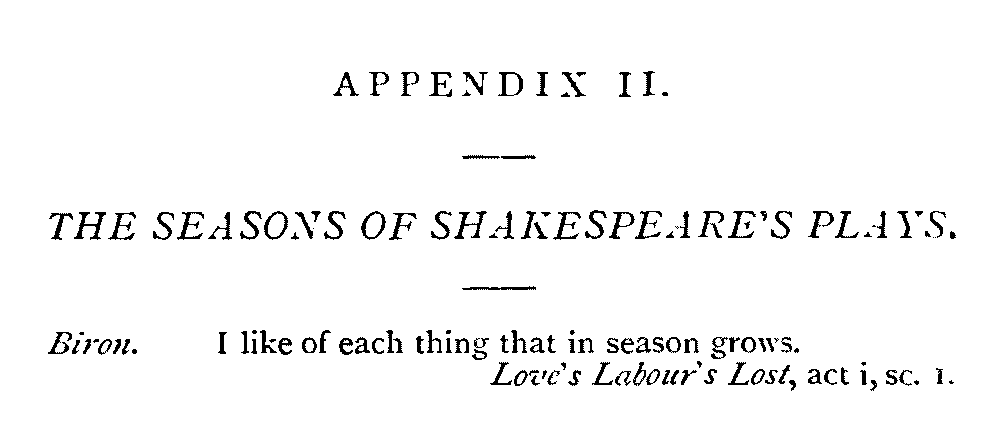 APPENDIX II.
THE SEASONS OF SHAKESPEARE'S PLAYS.
Biron. I like of each thing that in season grows.
Love's Labour's Lost, act i, sc. 1.